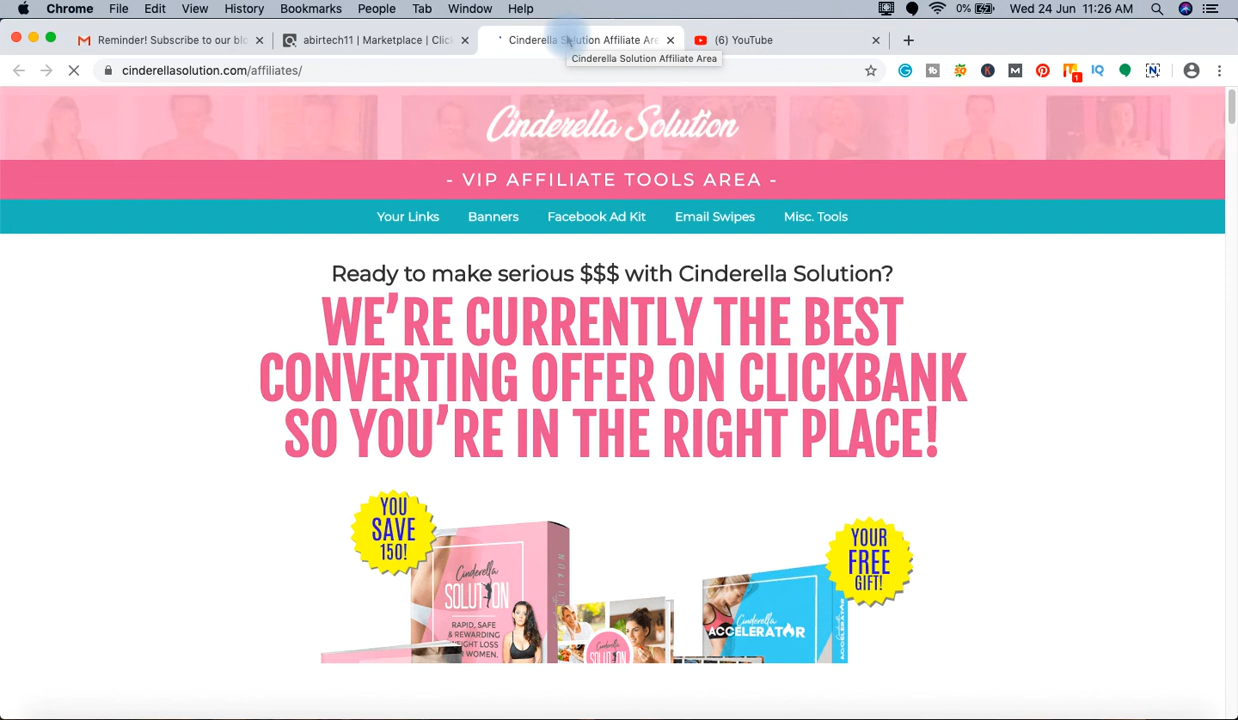 Chrome File Edit View History Bookmarks People Tab Window Help 0% Wed 24 Jun 11:26 AM
Reminder! Subscribe to our blo abirtech11 | Marketplace | Click Cinderella Solution Affiliate Are (6) YouTube
Cinderella Solution Affiliate Area
cinderellasolution.com/affiliates/
Cinderella Solution
- VIP AFFILIATE TOOLS AREA -
Your Links Banners Facebook Ad Kit Email Swipes Misc. Tools
Ready to make serious $$$ with Cinderella Solution?
WE'RE CURRENTLY THE BEST
CONVERTING OFFER ON CLICKBANK
SO YOU'RE IN THE RIGHT PLACE!
YOU
SAVE
150!
YOUR
FREE
GIFT!
Cinderella
SOLUTION
RAPID, SAFE
& REWARDING
WEIGHT LOSS
FOR WOMEN.
Cinderella
ACCELERATOR